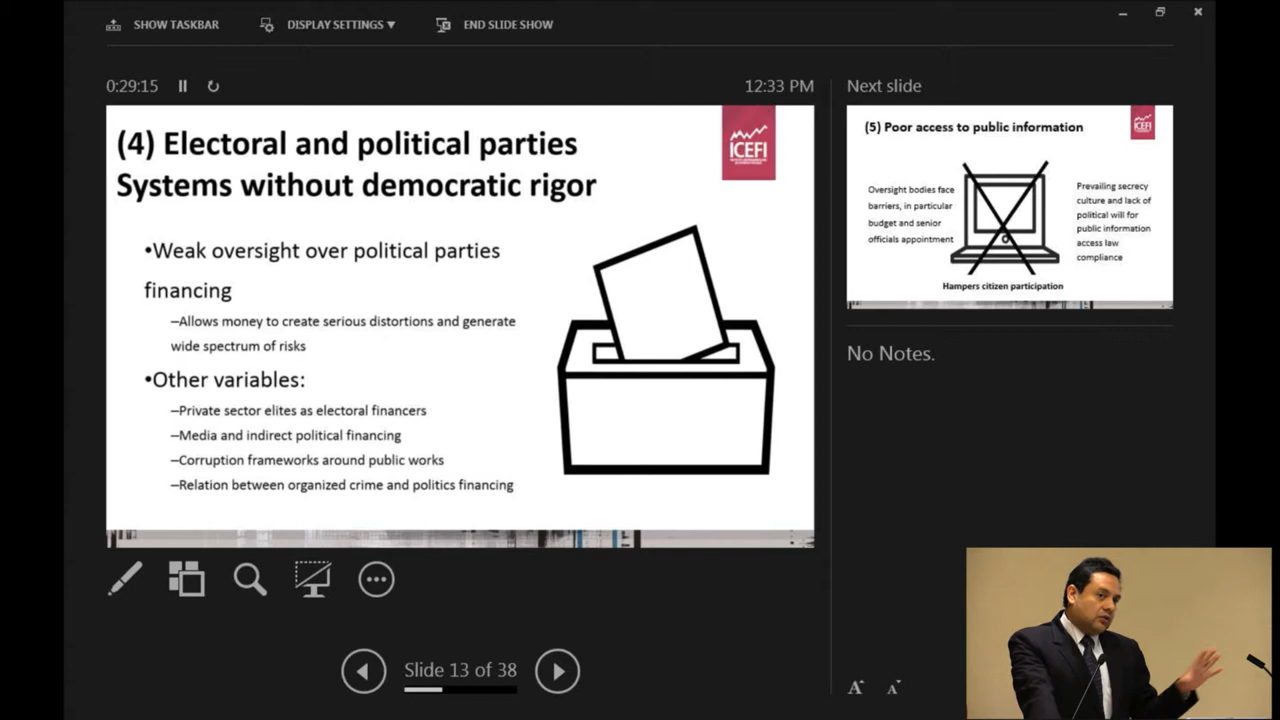 SHOW TASKBAR
DISPLAY SETTINGS ▼
END SLIDE SHOW
0:29:15
12:33 PM
(4) Electoral and political parties
Systems without democratic rigor
ICEFI
•Weak oversight over political parties
financing
–Allows money to create serious distortions and generate
wide spectrum of risks
•Other variables:
–Private sector elites as electoral financers
–Media and indirect political financing
–Corruption frameworks around public works
–Relation between organized crime and politics financing
Slide 13 of 38
Next slide
(5) Poor access to public information
ICEFI
Oversight bodies face
barriers, in particular
budget and senior
officials appointment
Prevailing secrecy
culture and lack of
political will for
public information
access law
compliance
Hampers citizen participation
No Notes.
A
A